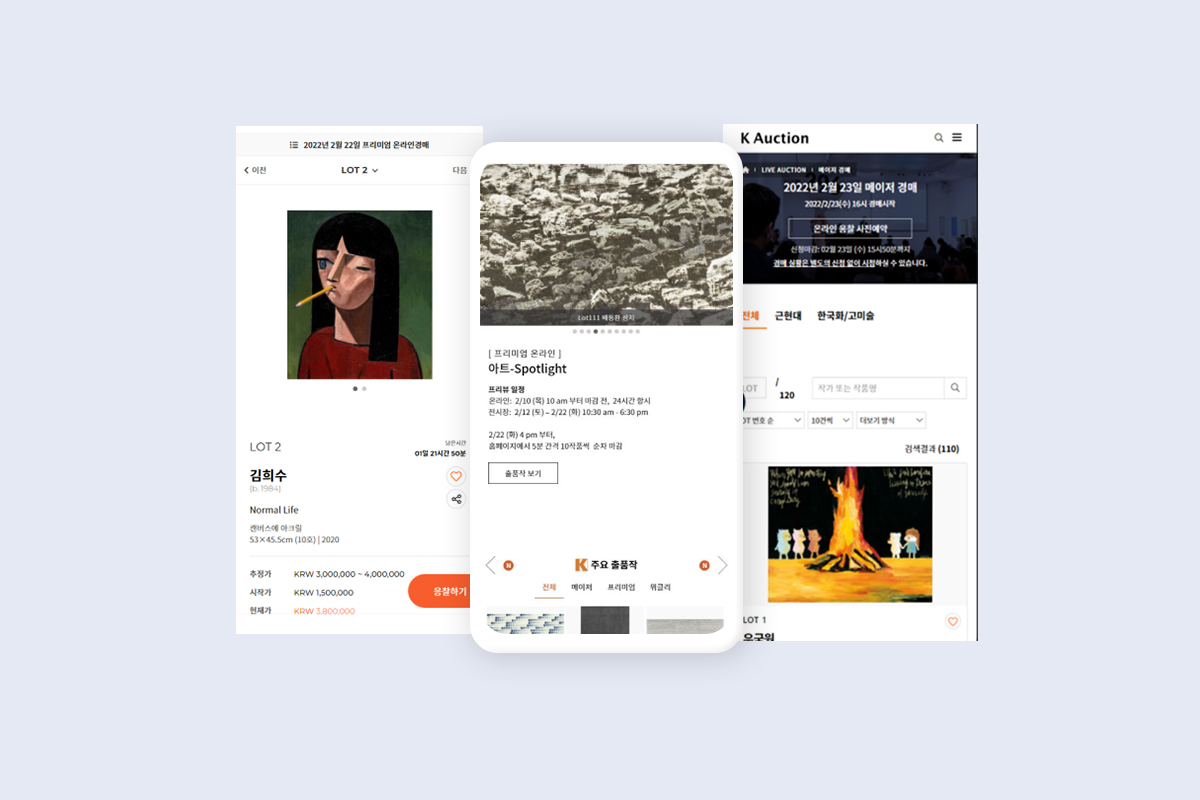 2022년 2월 22일 프리미엄 온라인경매
이전
LOT 2
다음
LOT 2
남은시간
01일 21시간 50분
김희수
(b. 1984)
Normal Life
캔버스에 아크릴
53×45.5cm (10호) | 2020
추정가 KRW 3,000,000 ~ 4,000,000
시작가 KRW 1,500,000
현재가 KRW 3,800,000
응찰하기
Lot111 배동환 원지
[ 프리미엄 온라인 ]
아트-Spotlight
프리뷰 일정
온라인: 2/10 (목) 10 am 부터 마감 전, 24시간 항시
전시장: 2/12 (토) – 2/22 (화) 10:30 am - 6:30 pm
2/22 (화) 4 pm 부터,
홈페이지에서 5분 간격 10작품씩 순차 마감
출품작 보기
N
K 주요 출품작
N
전체 메이저 프리미엄 위클리
K Auction
LIVE AUCTION
메이저 경매
2022년 2월 23일 메이저 경매
2022/2/23(수) 16시 경매시작
온라인 응찰 사전예약
신청마감: 02월 23일 (수) 15시50분까지
경매 실황은 별도의 신청 없이 시청하실 수 있습니다.
전체 근현대 한국화/고미술
LOT
/
120
작가 또는 작품명
OT 번호 순
10건씩
더보기 방식
검색결과 (110)
LOT 1